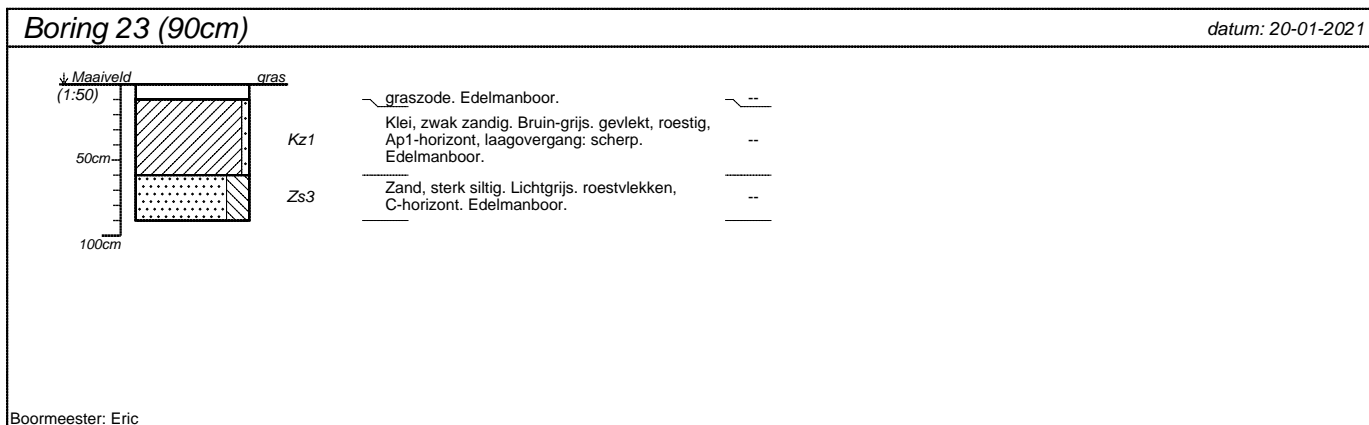 Boring 23 (90cm)
datum: 20-01-2021
Maaiveld
gras
(1:50)
graszode. Edelmanboor.
--
Klei, zwak zandig. Bruin-grijs. gevlekt, roestig,
Kz1
Ap1-horizont, laagovergang: scherp.
--
Edelmanboor.
50cm
Zand, sterk siltig. Lichtgrijs. roestvlekken,
Zs3
--
C-horizont. Edelmanboor.
100cm
Boormeester: Eric